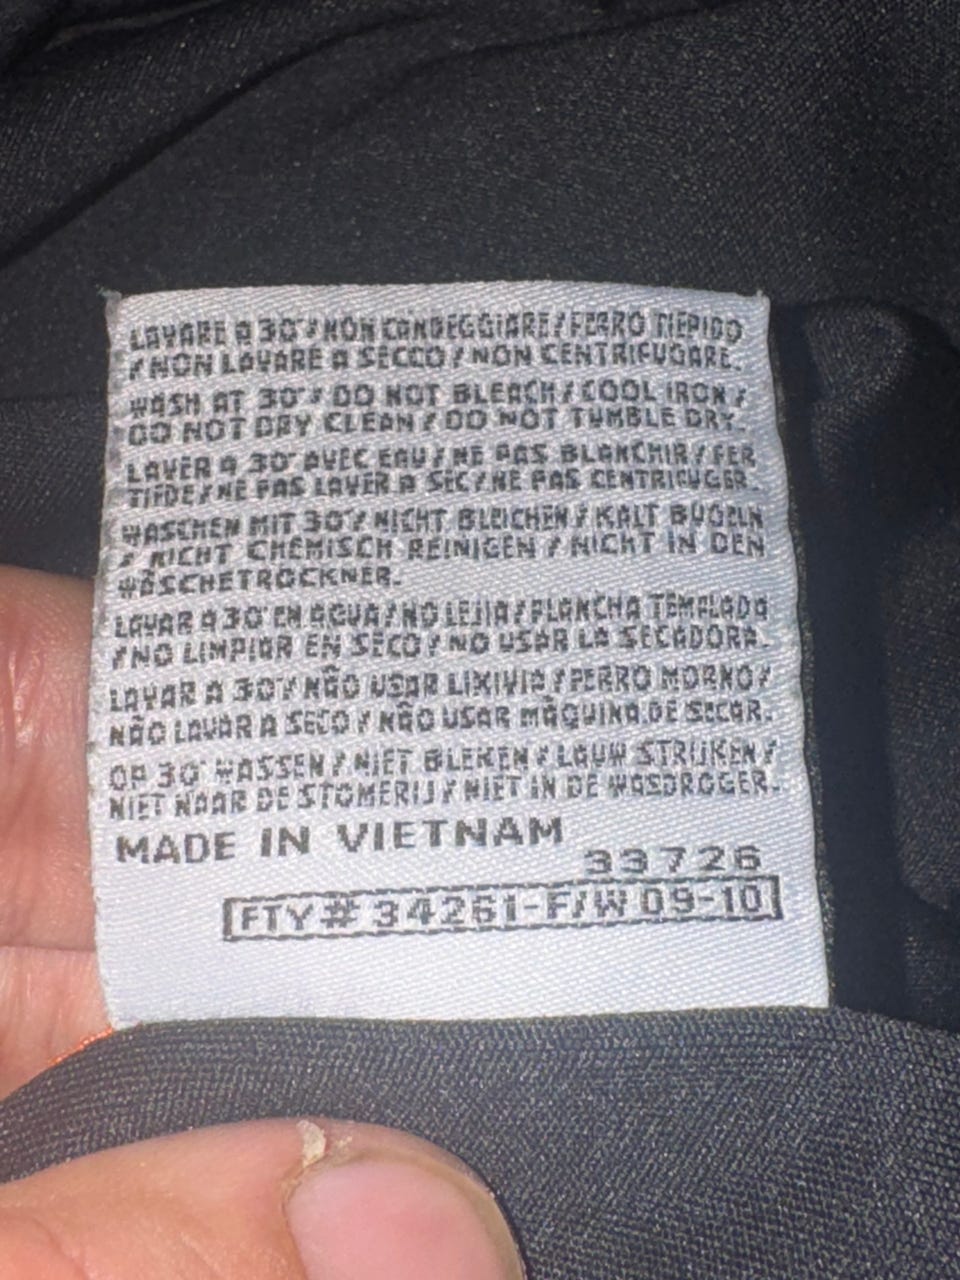 LAVARE A 30°/NON CANDEGGIARE/FERRO TIEPIDO
/NON LAVARE A SECCO/NON CENTRIFUGARE.
WASH AT 30°/DO NOT BLEACH/COOL IRON/
DO NOT DRY CLEAN/DO NOT TUMBLE DRY.
LAVER A 30° AVEC EAU/NE PAS BLANCHIR/FER
TIEDE/NE PAS LAVER A SEC/NE PAS CENTRIFUGER.
WASCHEN MIT 30°/NICHT BLEICHEN/KALT BUGELN
/NICHT CHEMISCH REINIGEN/NICHT IN DEN
WÄSCHETROCKNER.
LAVAR A 30° EN AGUA/NO LEJIA/PLANCHA TEMPLADA
/NO LIMPIAR EN SECO/NO USAR LA SECADORA.
LAVAR A 30°/NÃO USAR LIXIVIA/FERRO MORNO/
NÃO LAVAR A SECO/NÃO USAR MÁQUINA DE SECAR.
OP 30° WASSEN/NIET BLEKEN/LAUW STRIJKEN/
NIET NAAR DE STOMERIJ/NIET IN DE WASDROGER.
MADE IN VIETNAM
33726
FTY# 34261-F/W 09-10